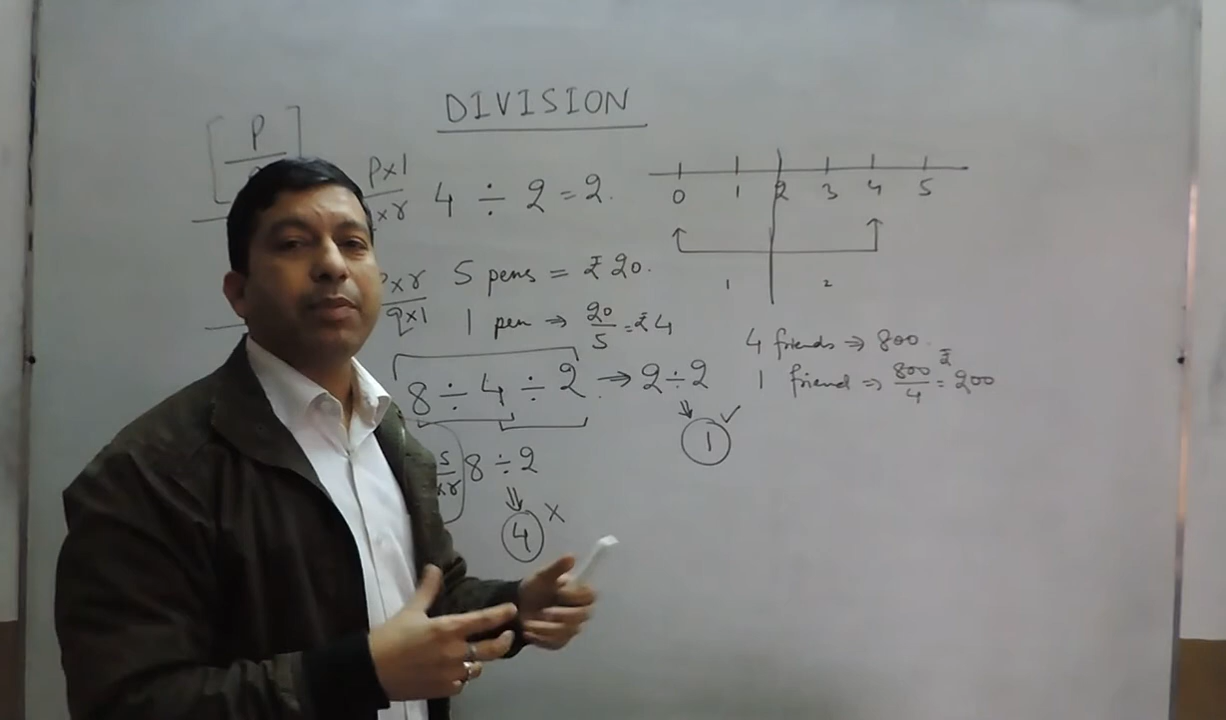 DIVISION
P
P×1
×r
4 ÷ 2 = 2.
0 1 2 3 4 5
1 2
×r
q×1
5 pens = ₹ 20.
1 pen ⇒ 20/5 = ₹ 4
4 friends ⇒ 800.
1 friend ⇒ 800/4 = ₹ 200
8 ÷ 4 ÷ 2 → 2 ÷ 2
1 ✓
s
×r
8 ÷ 2
4 ×